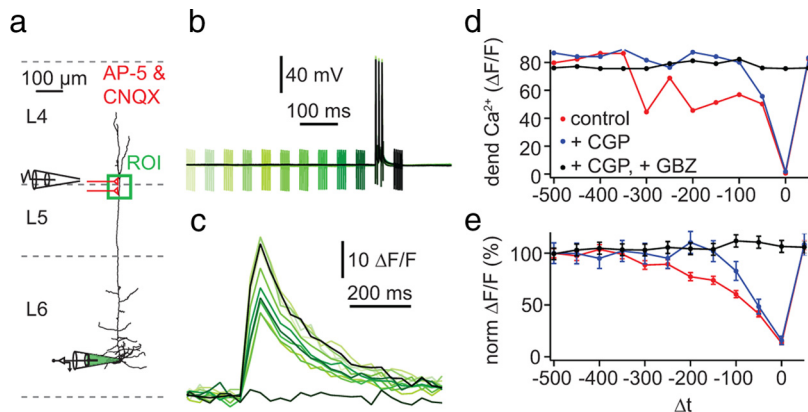 a
100 µm
AP-5 &
CNQX
L4
ROI
L5
L6
b
40 mV
100 ms
c
10 ΔF/F
200 ms
d
dend Ca²⁺ (ΔF/F)
80
60
40
20
0
control
+ CGP
+ CGP, + GBZ
-500 -400 -300 -200 -100 0
e
norm ΔF/F (%)
100
50
0
-500 -400 -300 -200 -100 0
Δt